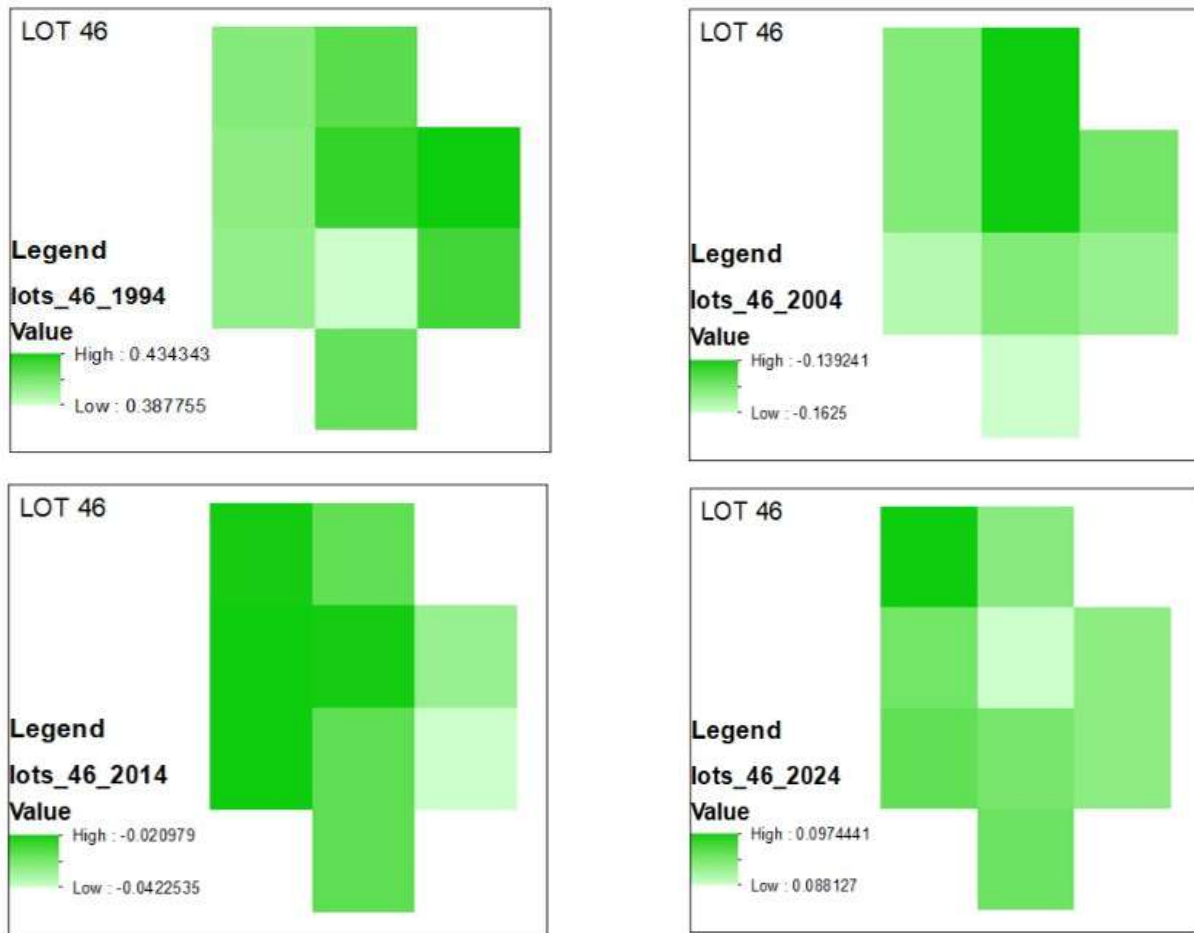 LOT 46
Legend
lots_46_1994
Value
High : 0.434343
Low : 0.387755
LOT 46
Legend
lots_46_2004
Value
High : -0.139241
Low : -0.1625
LOT 46
Legend
lots_46_2014
Value
High : -0.020979
Low : -0.0422535
LOT 46
Legend
lots_46_2024
Value
High : 0.0974441
Low : 0.088127